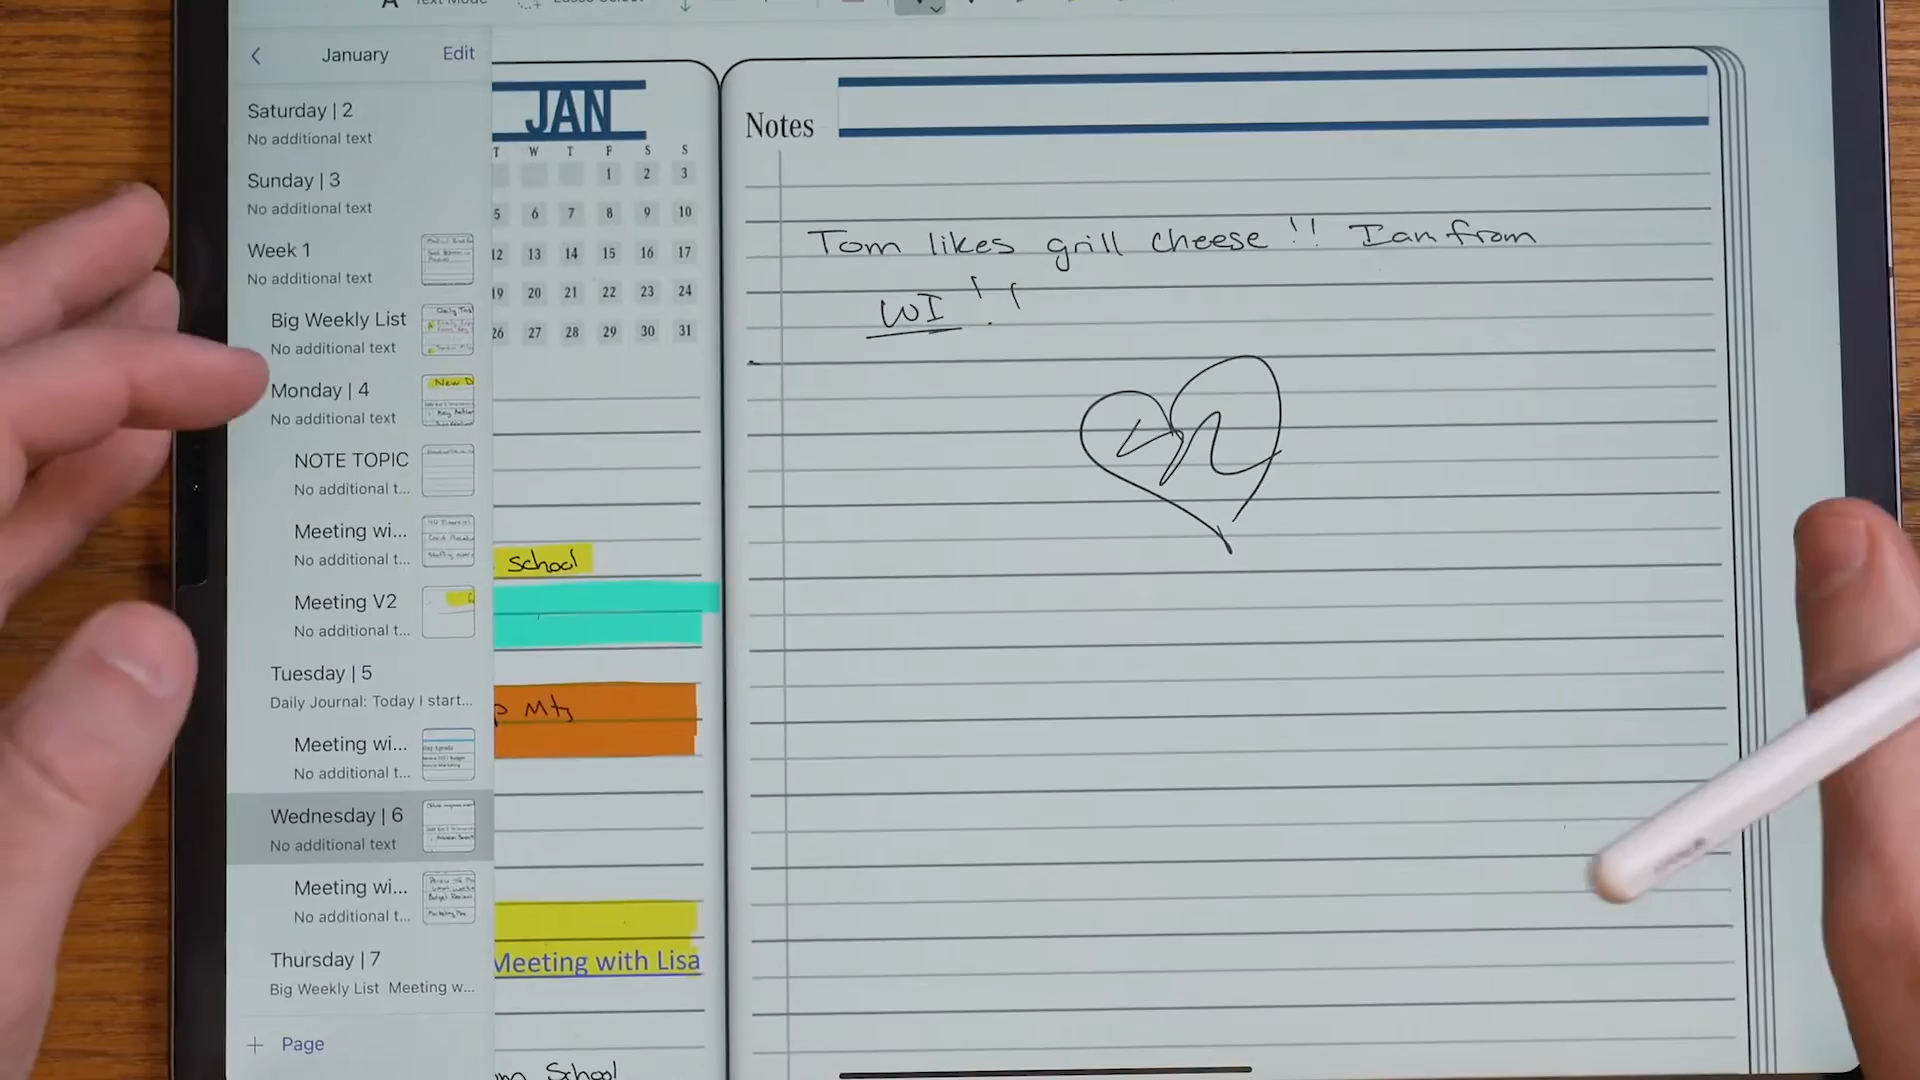 Text Mode
January
Edit
Saturday | 2
No additional text
Sunday | 3
No additional text
Week 1
No additional text
Big Weekly List
No additional text
Monday | 4
No additional text
NOTE TOPIC
No additional t...
Meeting wi...
No additional t...
Meeting V2
No additional t...
Tuesday | 5
Daily Journal: Today I start...
Meeting wi...
No additional t...
Wednesday | 6
No additional text
Meeting wi...
No additional t...
Thursday | 7
Big Weekly List Meeting w...
+ Page
JAN
T W T F S S
1 2 3
5 6 7 8 9 10
12 13 14 15 16 17
19 20 21 22 23 24
26 27 28 29 30 31
School
Mtg
Meeting with Lisa
School
Notes
Tom likes grill cheese!! I am from
WI!!